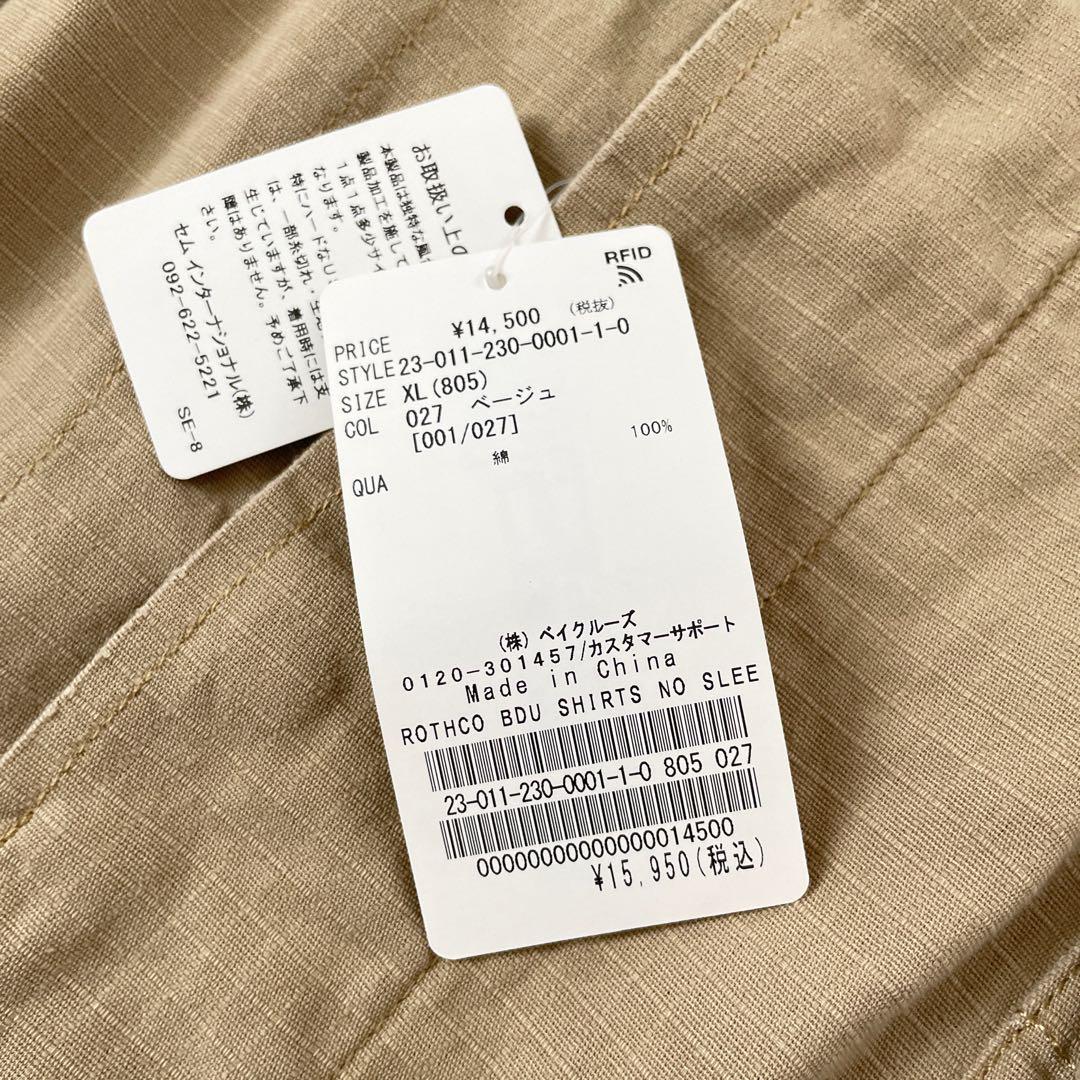 お取扱い上の
本製品は独特な風
製品加工を施して
1点1点多少サイ
なります。
特にハードな
は、一部糸切れ・
生じていますが、着用時には支
障はありません。予めご了承下
さい。
セム インターナショナル(株)
092-622-5221
SE-8
RFID
PRICE ¥14,500 (税抜)
STYLE 23-011-230-0001-1-0
SIZE XL(805)
COL 027 ベージュ
[001/027]
綿 100%
QUA
(株) ベイクルーズ
0120-301457/カスタマーサポート
Made in China
ROTHCO BDU SHIRTS NO SLEE
23-011-230-0001-1-0 805 027
00000000000000014500
¥15,950(税込)